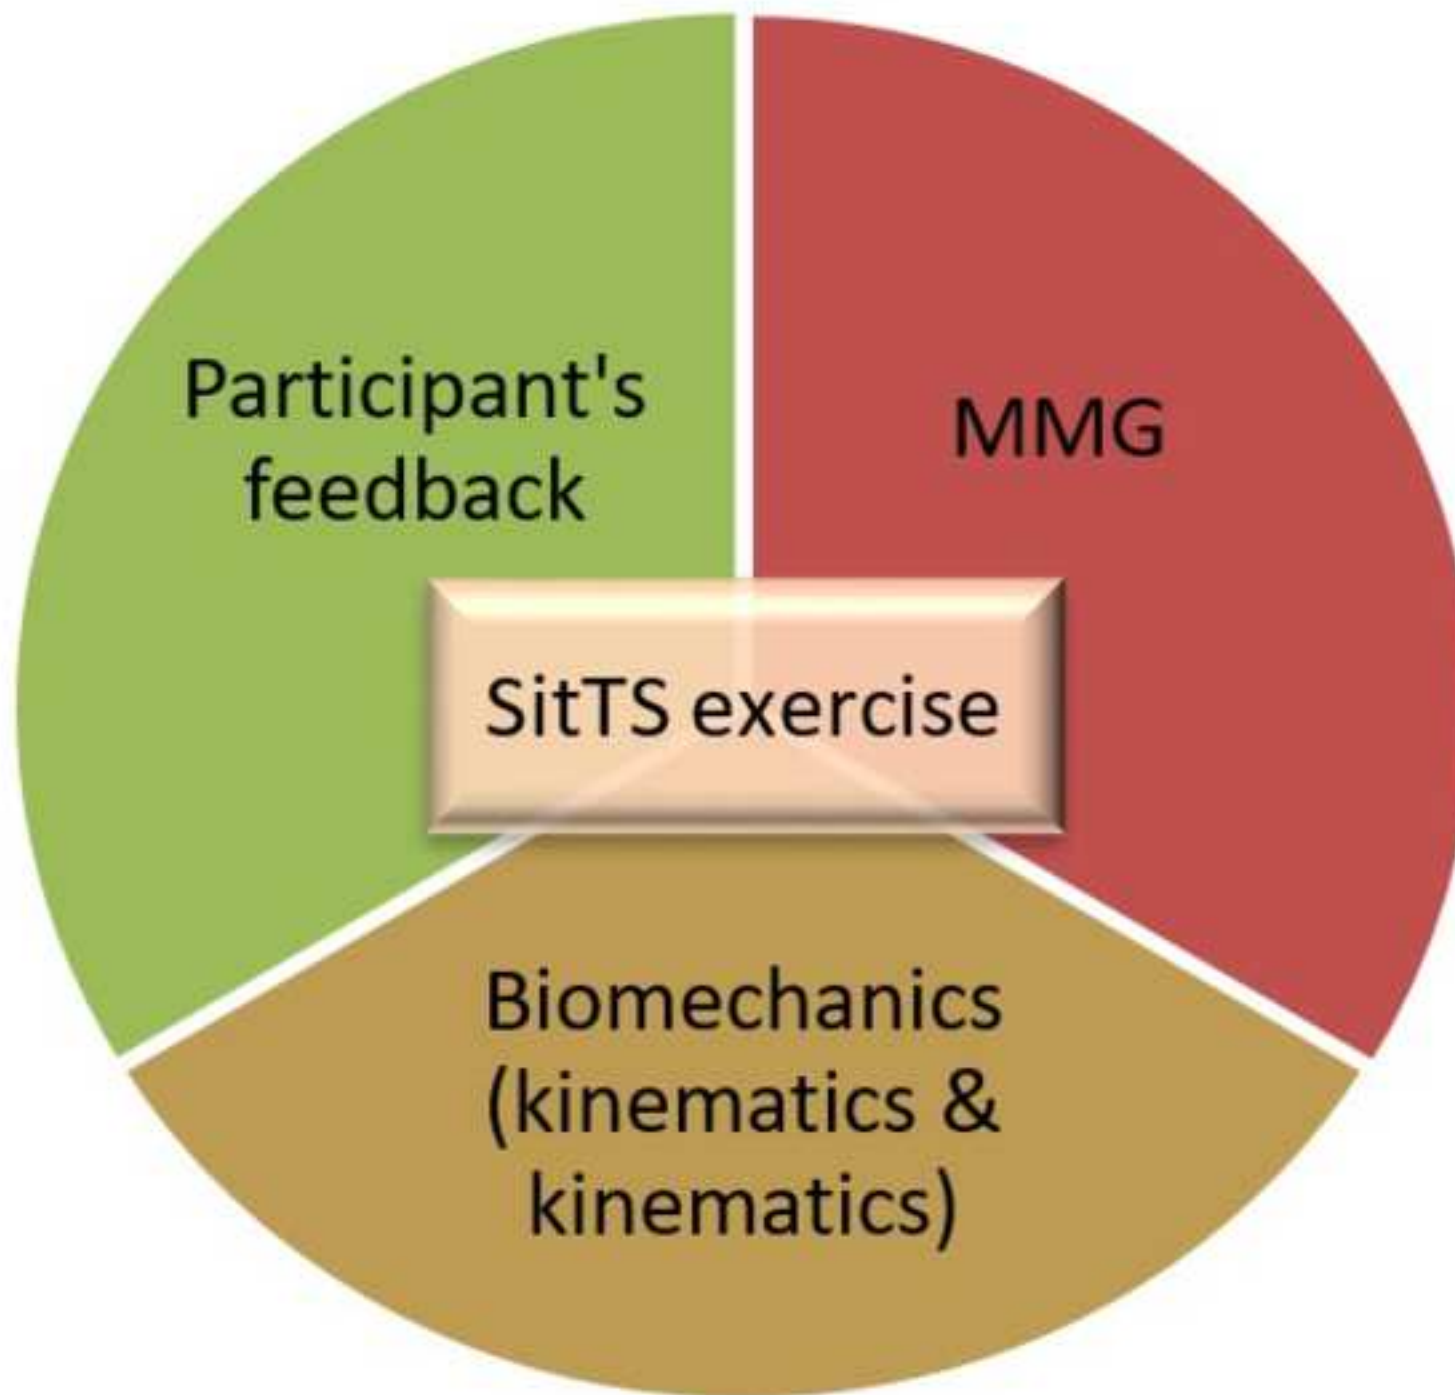 Participant's
feedback
MMG
SitTS exercise
Biomechanics
(kinematics &
kinematics)